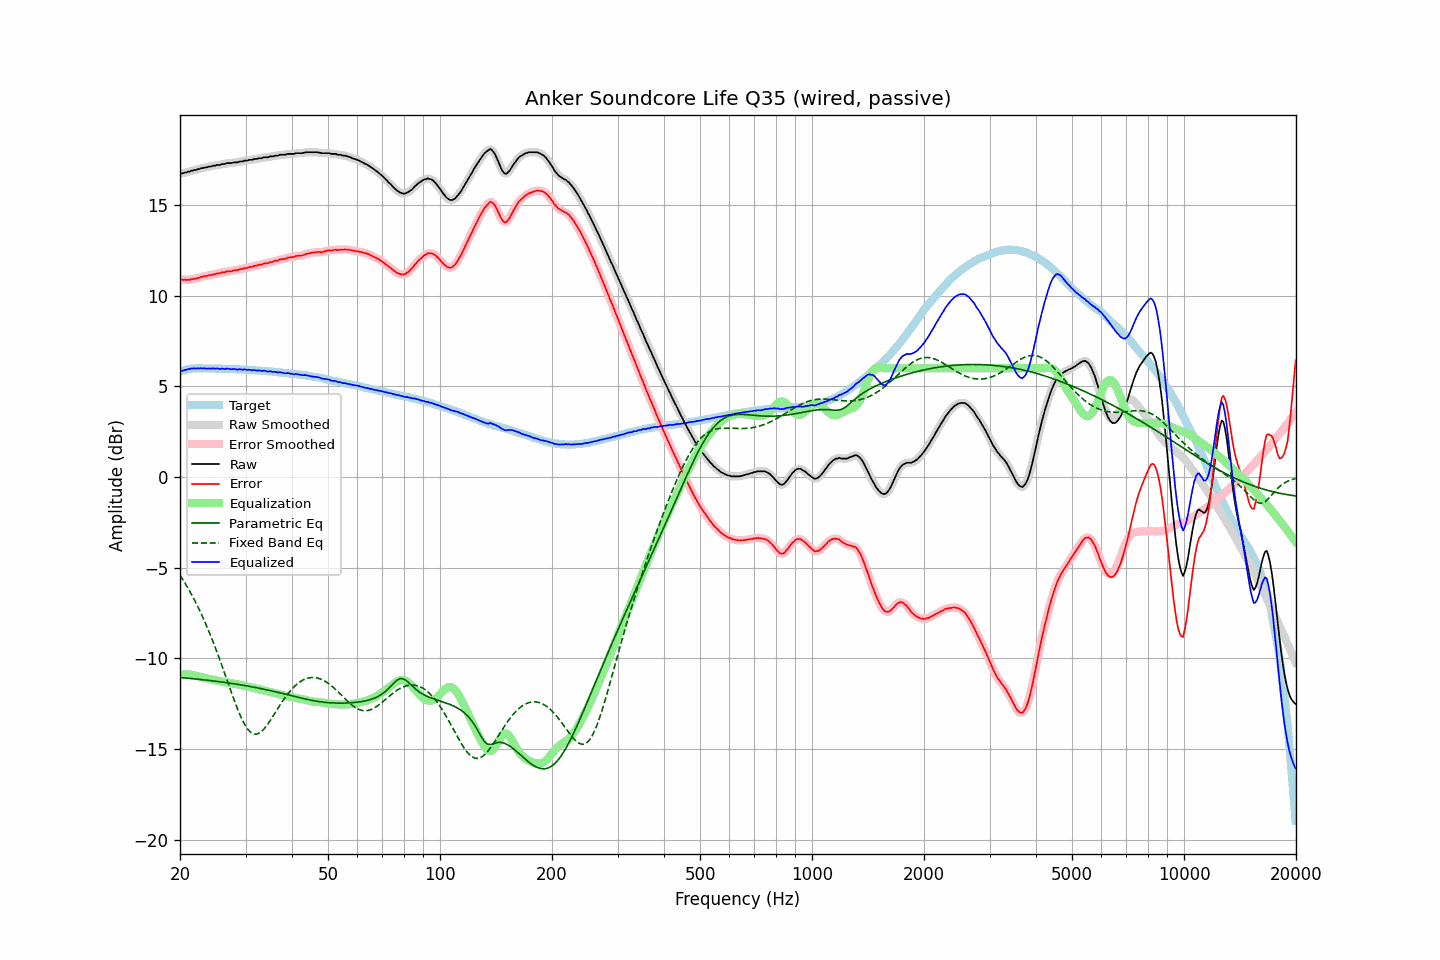 Anker Soundcore Life Q35 (wired, passive)
Amplitude (dBr)
15
10
5
0
−5
−10
−15
−20
Target
Raw Smoothed
Error Smoothed
Raw
Error
Equalization
Parametric Eq
Fixed Band Eq
Equalized
20 50 100 200 500 1000 2000 5000 10000 20000
Frequency (Hz)